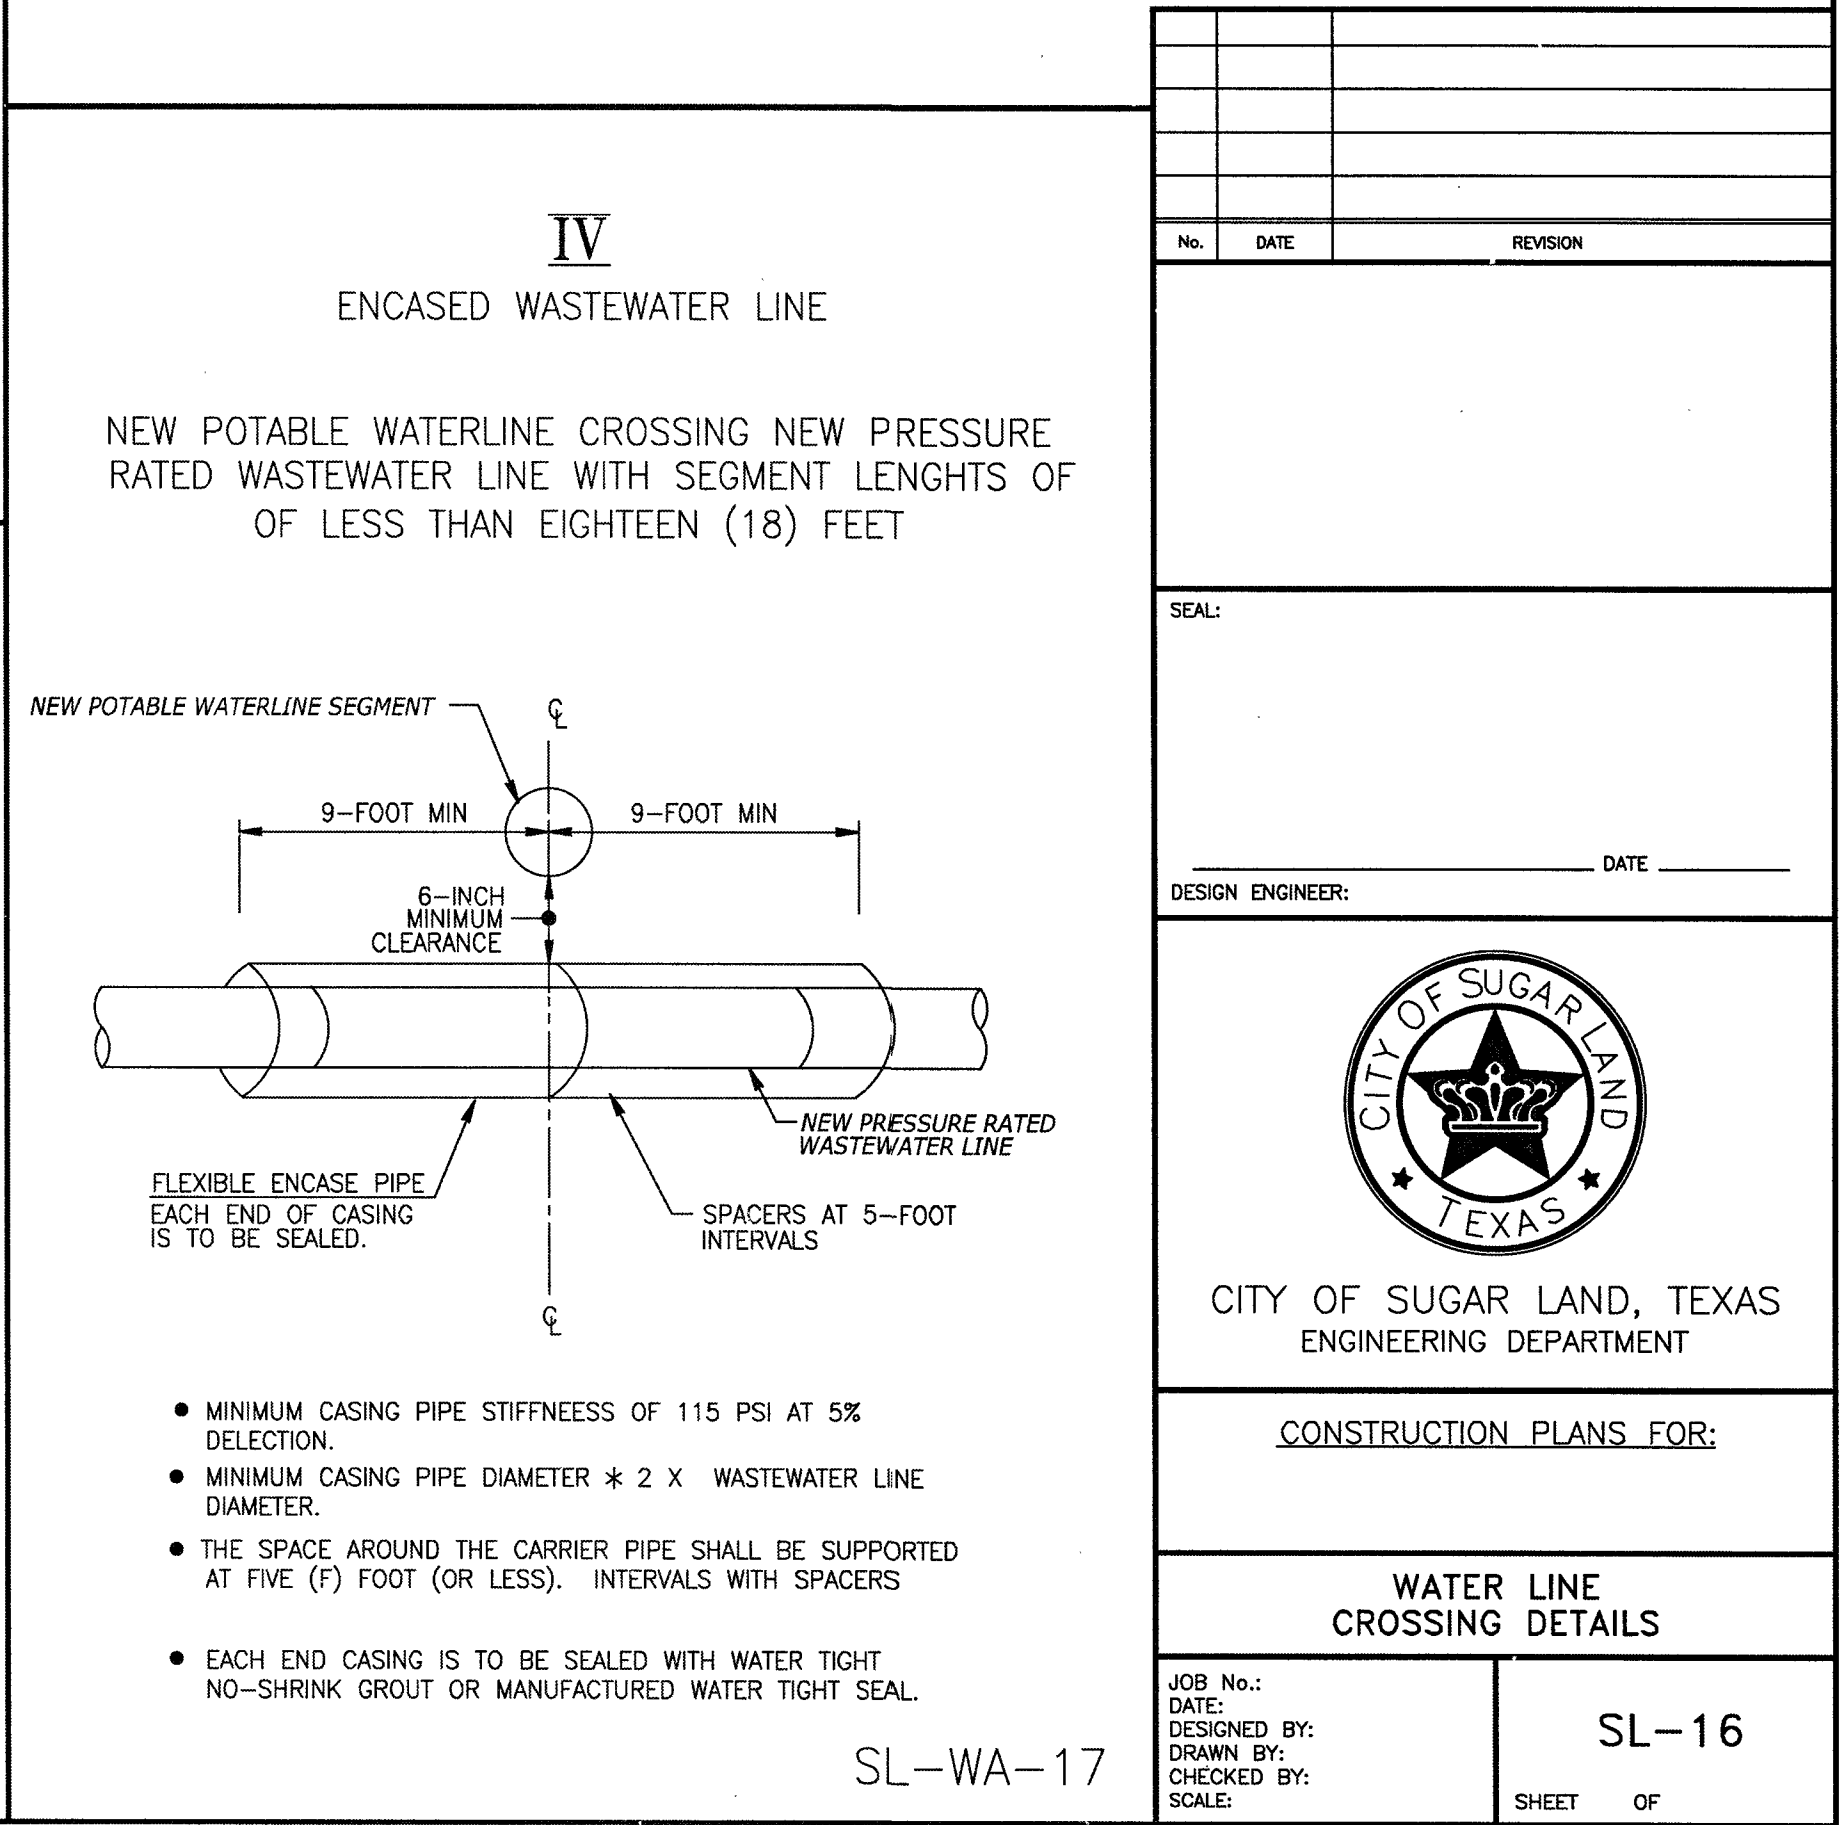 IV
ENCASED WASTEWATER LINE
NEW POTABLE WATERLINE CROSSING NEW PRESSURE
RATED WASTEWATER LINE WITH SEGMENT LENGHTS OF
OF LESS THAN EIGHTEEN (18) FEET
NEW POTABLE WATERLINE SEGMENT
℄
9-FOOT MIN
9-FOOT MIN
6-INCH
MINIMUM
CLEARANCE
NEW PRESSURE RATED
WASTEWATER LINE
FLEXIBLE ENCASE PIPE
EACH END OF CASING
IS TO BE SEALED.
SPACERS AT 5-FOOT
INTERVALS
℄
● MINIMUM CASING PIPE STIFFNEESS OF 115 PSI AT 5%
DELECTION.
● MINIMUM CASING PIPE DIAMETER * 2 X WASTEWATER LINE
DIAMETER.
● THE SPACE AROUND THE CARRIER PIPE SHALL BE SUPPORTED
AT FIVE (F) FOOT (OR LESS). INTERVALS WITH SPACERS
● EACH END CASING IS TO BE SEALED WITH WATER TIGHT
NO-SHRINK GROUT OR MANUFACTURED WATER TIGHT SEAL.
SL-WA-17
No. DATE REVISION
SEAL:
DATE
DESIGN ENGINEER:
CITY OF SUGAR LAND
TEXAS
CITY OF SUGAR LAND, TEXAS
ENGINEERING DEPARTMENT
CONSTRUCTION PLANS FOR:
WATER LINE
CROSSING DETAILS
JOB No.:
DATE:
DESIGNED BY:
DRAWN BY:
CHECKED BY:
SCALE:
SL-16
SHEET OF